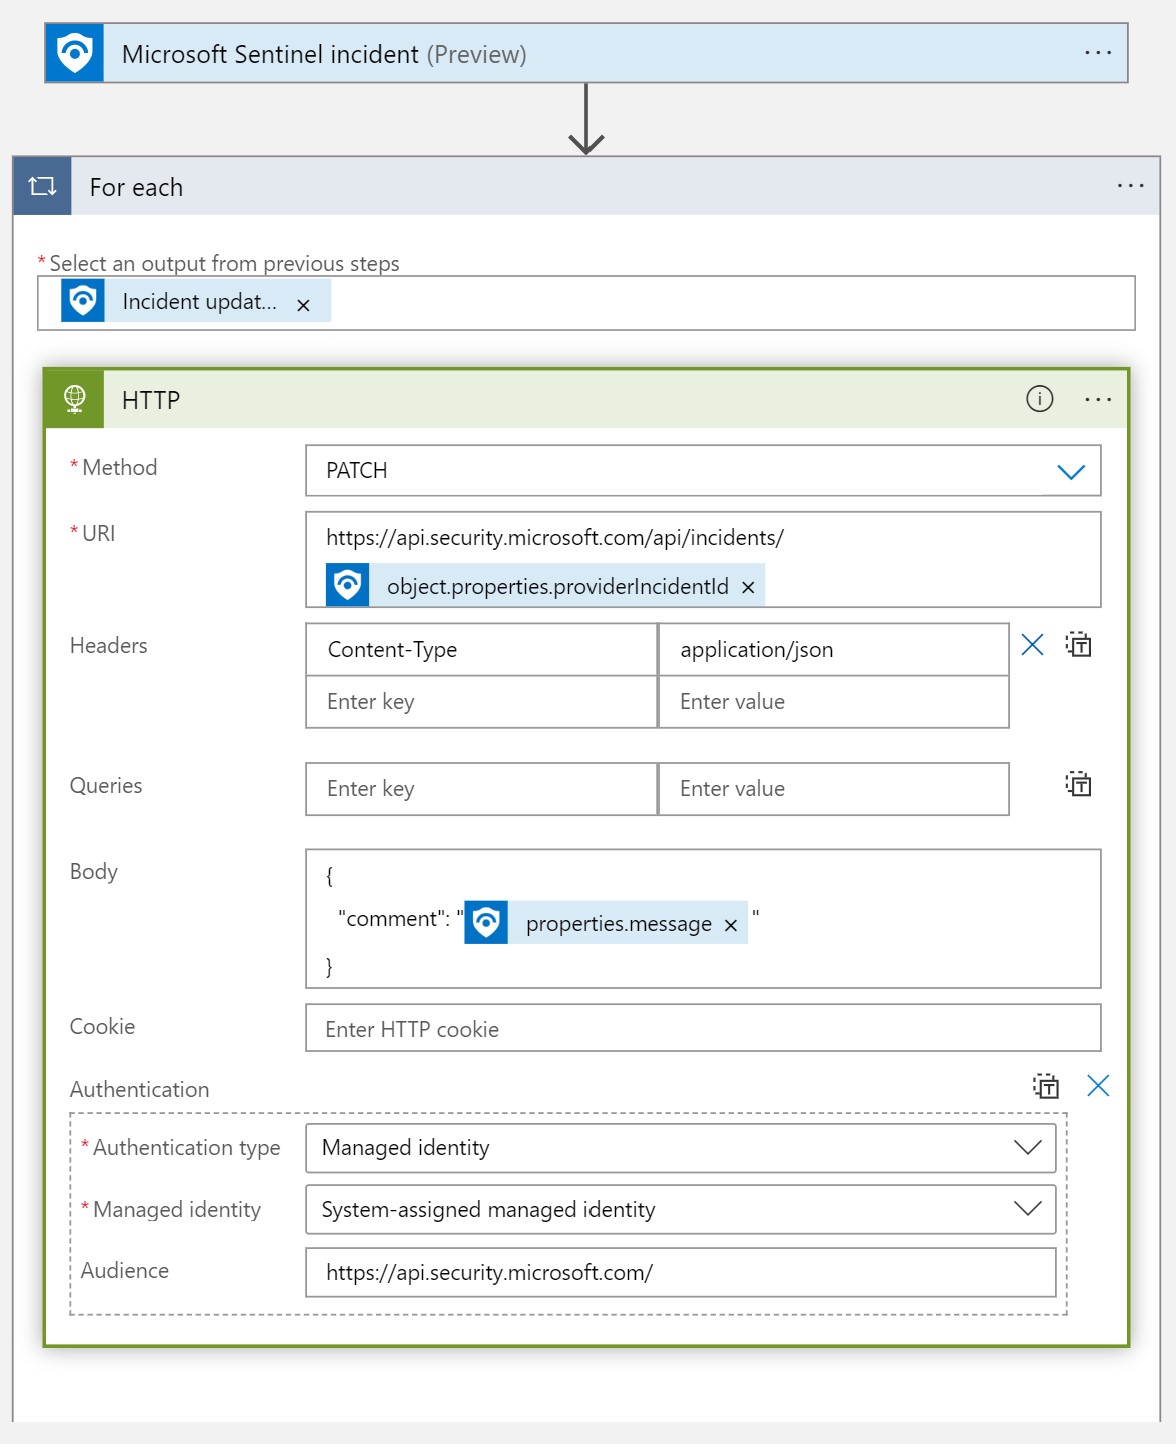 Microsoft Sentinel incident (Preview)
For each
* Select an output from previous steps
Incident updat...
HTTP
* Method
PATCH
* URI
https://api.security.microsoft.com/api/incidents/
object.properties.providerIncidentId
Headers
Content-Type application/json
Enter key Enter value
Queries
Enter key Enter value
Body
{
"comment": " properties.message "
}
Cookie
Enter HTTP cookie
Authentication
* Authentication type
Managed identity
* Managed identity
System-assigned managed identity
Audience
https://api.security.microsoft.com/